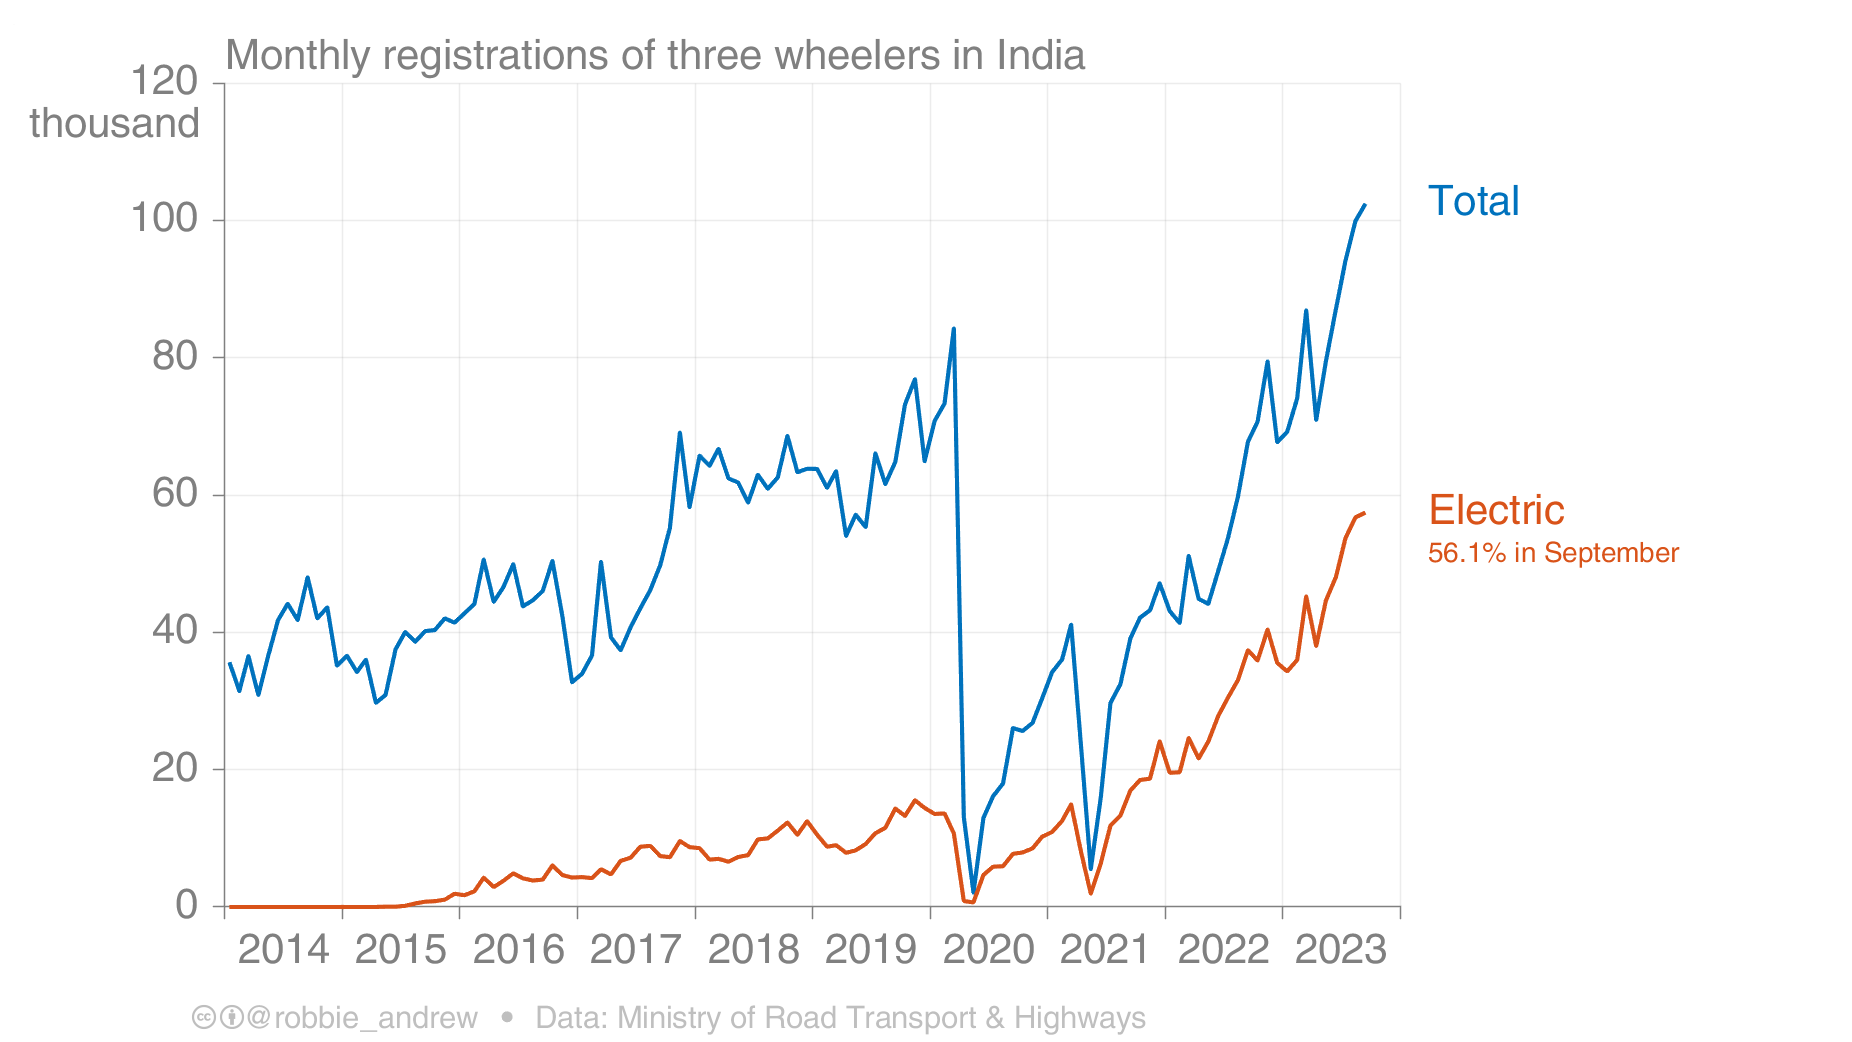 Monthly registrations of three wheelers in India
120
thousand
100
80
60
40
20
0
2014 2015 2016 2017 2018 2019 2020 2021 2022 2023
Total
Electric
56.1% in September
cc @robbie_andrew • Data: Ministry of Road Transport & Highways